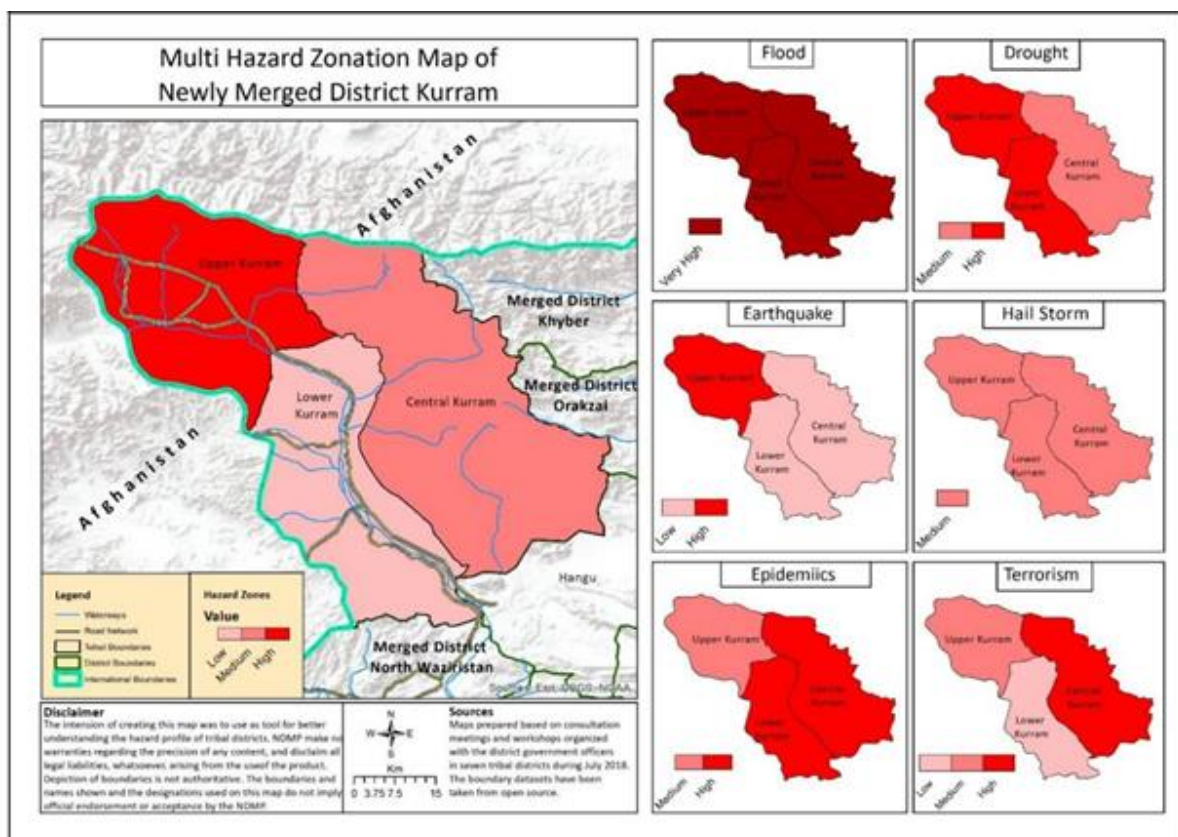 Multi Hazard Zonation Map of
Newly Merged District Kurram
Afghanistan
Upper Kurram
Merged District
Khyber
Merged District
Orakzai
Lower
Kurram
Central Kurram
Afghanistan
Hangu
Merged District
North Waziristan
Legend
Waterways
Road Network
Tribal Boundaries
District Boundaries
International Boundaries
Hazard Zones
Value
Low
Medium
High
Disclaimer
The intension of creating this map was to use as tool for better
understanding the hazard profile of tribal districts, NDMP make no
warranties regarding the precision of any content, and disclaim all
legal liabilities, whatsoever, arising from the useof the product.
Depiction of boundaries is not authoritative. The boundaries and
names shown and the designations used on this map do not imply
official endorsement or acceptance by the NDMP.
N
W E
S
Km
0 3.75 7.5 15
Sources
Maps prepared based on consultation
meetings and workshops organized
with the district government officers
in seven tribal districts during July 2018.
The boundary datasets have been
taken from open source.
Flood
Upper Kurram
Central
Kurram
Lower
Kurram
Very High
Drought
Upper Kurram
Central
Kurram
Lower
Kurram
Medium
High
Earthquake
Upper Kurram
Central
Kurram
Lower
Kurram
Low
High
Hail Storm
Upper Kurram
Central
Kurram
Lower
Kurram
Medium
Epidemiics
Upper Kurram
Central
Kurram
Lower
Kurram
Medium
High
Terrorism
Upper Kurram
Central
Kurram
Lower
Kurram
Low
Medium
High